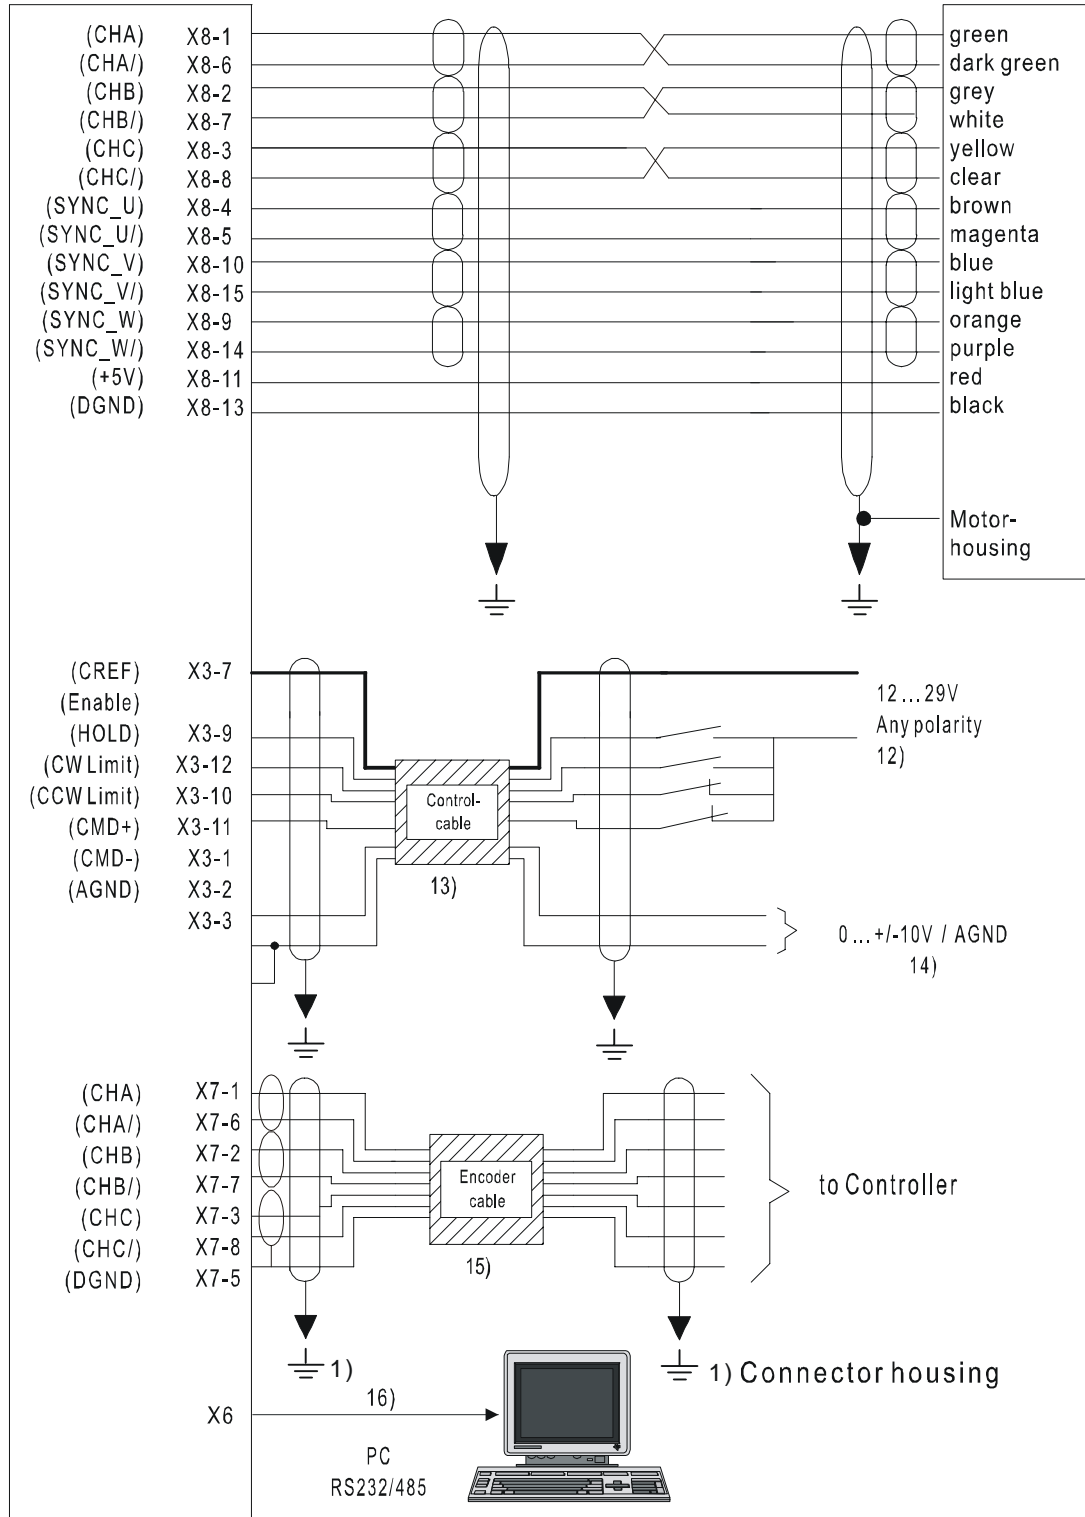 (CHA) X8-1 green
(CHA/) X8-6 dark green
(CHB) X8-2 grey
(CHB/) X8-7 white
(CHC) X8-3 yellow
(CHC/) X8-8 clear
(SYNC_U) X8-4 brown
(SYNC_U/) X8-5 magenta
(SYNC_V) X8-10 blue
(SYNC_V/) X8-15 light blue
(SYNC_W) X8-9 orange
(SYNC_W/) X8-14 purple
(+5V) X8-11 red
(DGND) X8-13 black
Motor-
housing
(CREF) X3-7
(Enable)
(HOLD) X3-9
(CW Limit) X3-12
(CCW Limit) X3-10
(CMD+) X3-11
(CMD-) X3-1
(AGND) X3-2
X3-3
Control-
cable
13)
12...29V
Any polarity
12)
0...+/-10V / AGND
14)
(CHA) X7-1
(CHA/) X7-6
(CHB) X7-2
(CHB/) X7-7
(CHC) X7-3
(CHC/) X7-8
(DGND) X7-5
Encoder
cable
15)
to Controller
1)
1) Connector housing
X6
16)
PC
RS232/485